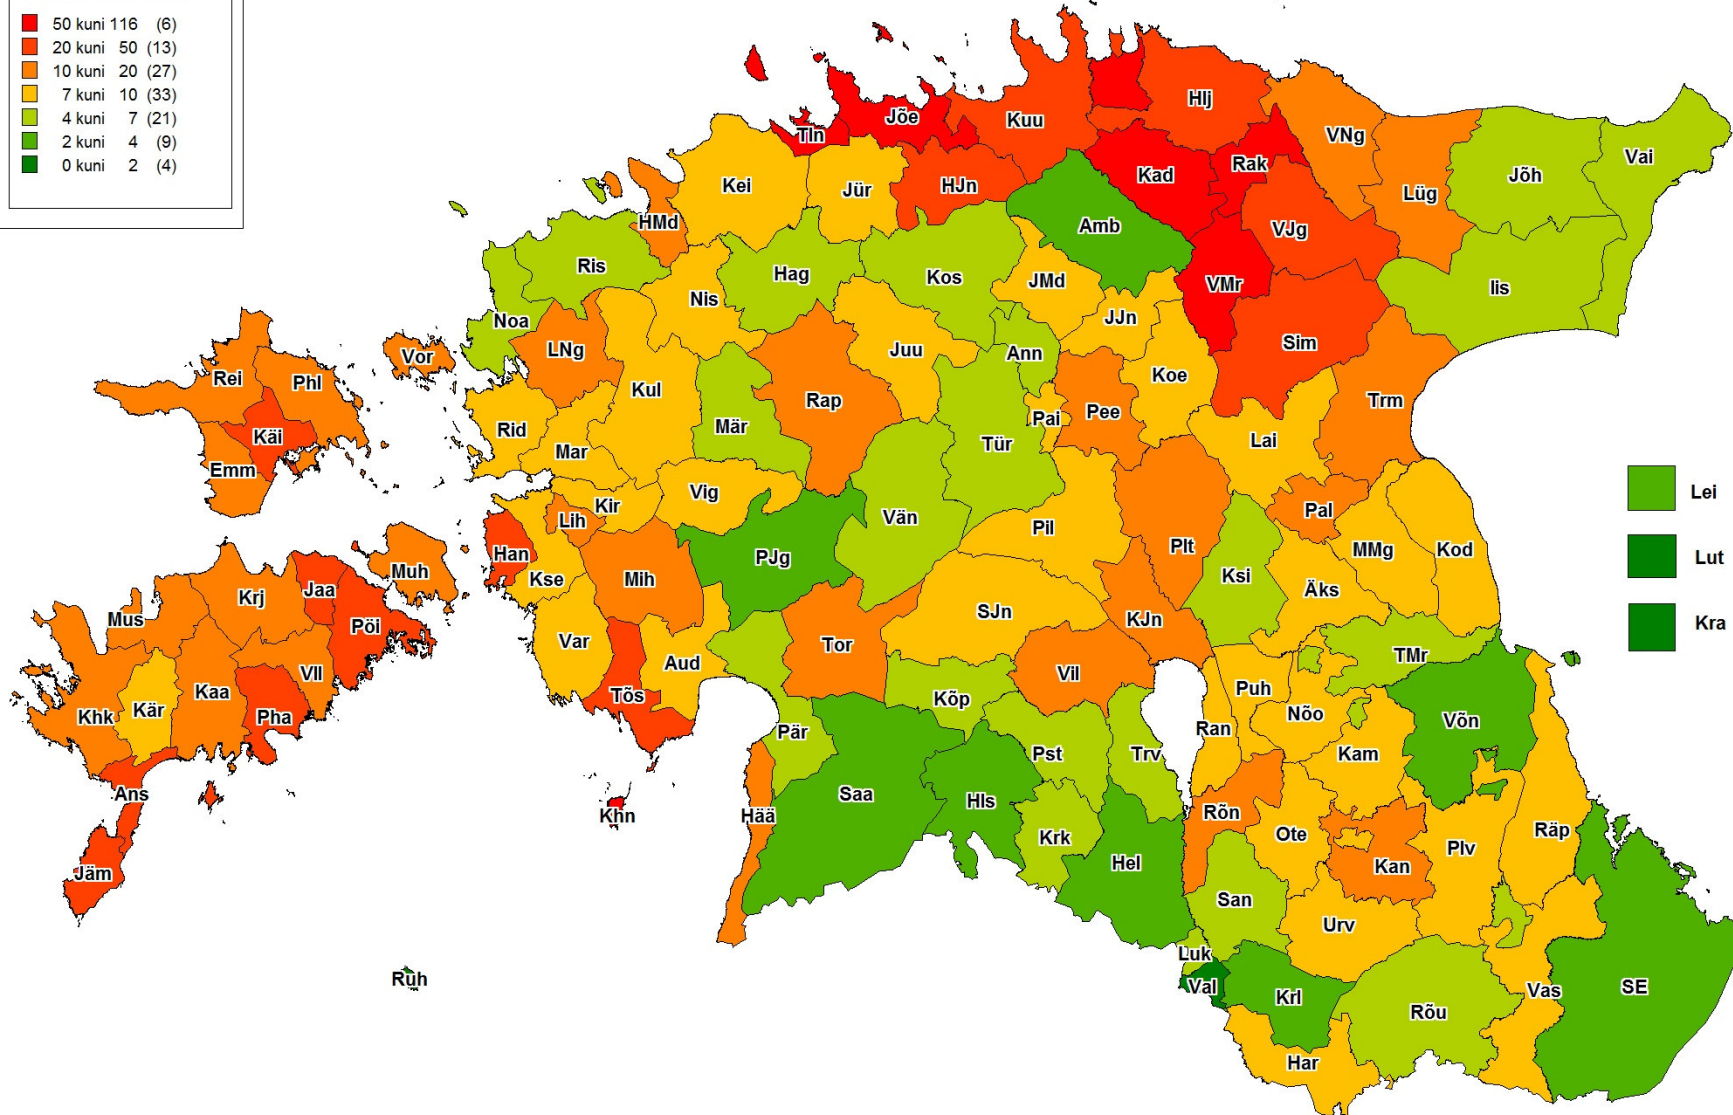 50 kuni 116 (6)
20 kuni 50 (13)
10 kuni 20 (27)
7 kuni 10 (33)
4 kuni 7 (21)
2 kuni 4 (9)
0 kuni 2 (4)
Hlj
Jõe
Kuu
Tln
VNg
Rak
Vai
Kad
Jõh
Kei
Jür
HJn
Lüg
HMd
Amb
VJg
Ris
Hag
Kos
JMd
VMr
Iis
Nis
JJn
Noa
Sim
LNg
Juu
Ann
Vor
Rei
Phl
Koe
Kul
Rap
Trm
Pee
Pai
Mär
Rid
Käi
Lai
Tür
Mar
Emm
Vig
Lei
Kir
Pal
Vän
Lih
Pil
Plt
MMg
Kod
Han
PJg
Lut
Muh
Kse
Mih
Ksi
Jaa
Äks
Krj
SJn
Mus
KJn
Kra
Pöi
Var
Tor
TMr
Aud
Vll
Vil
Kaa
Puh
Tõs
Kõp
Kär
Nõo
Khk
Pha
Võn
Ran
Pär
Pst
Trv
Kam
Ans
Saa
Hls
Khn
Hää
Rõn
Räp
Ote
Krk
Plv
Hel
Kan
Jäm
San
Urv
Luk
Ruh
Val
SE
Vas
Krl
Rõu
Har